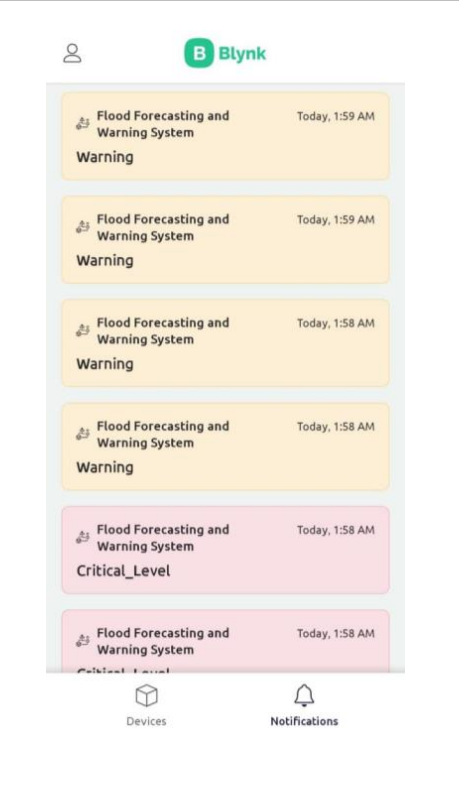 B Blynk
Flood Forecasting and Today, 1:59 AM
Warning System
Warning
Flood Forecasting and Today, 1:59 AM
Warning System
Warning
Flood Forecasting and Today, 1:58 AM
Warning System
Warning
Flood Forecasting and Today, 1:58 AM
Warning System
Warning
Flood Forecasting and Today, 1:58 AM
Warning System
Critical_Level
Flood Forecasting and Today, 1:58 AM
Warning System
Critical_Level
Devices Notifications